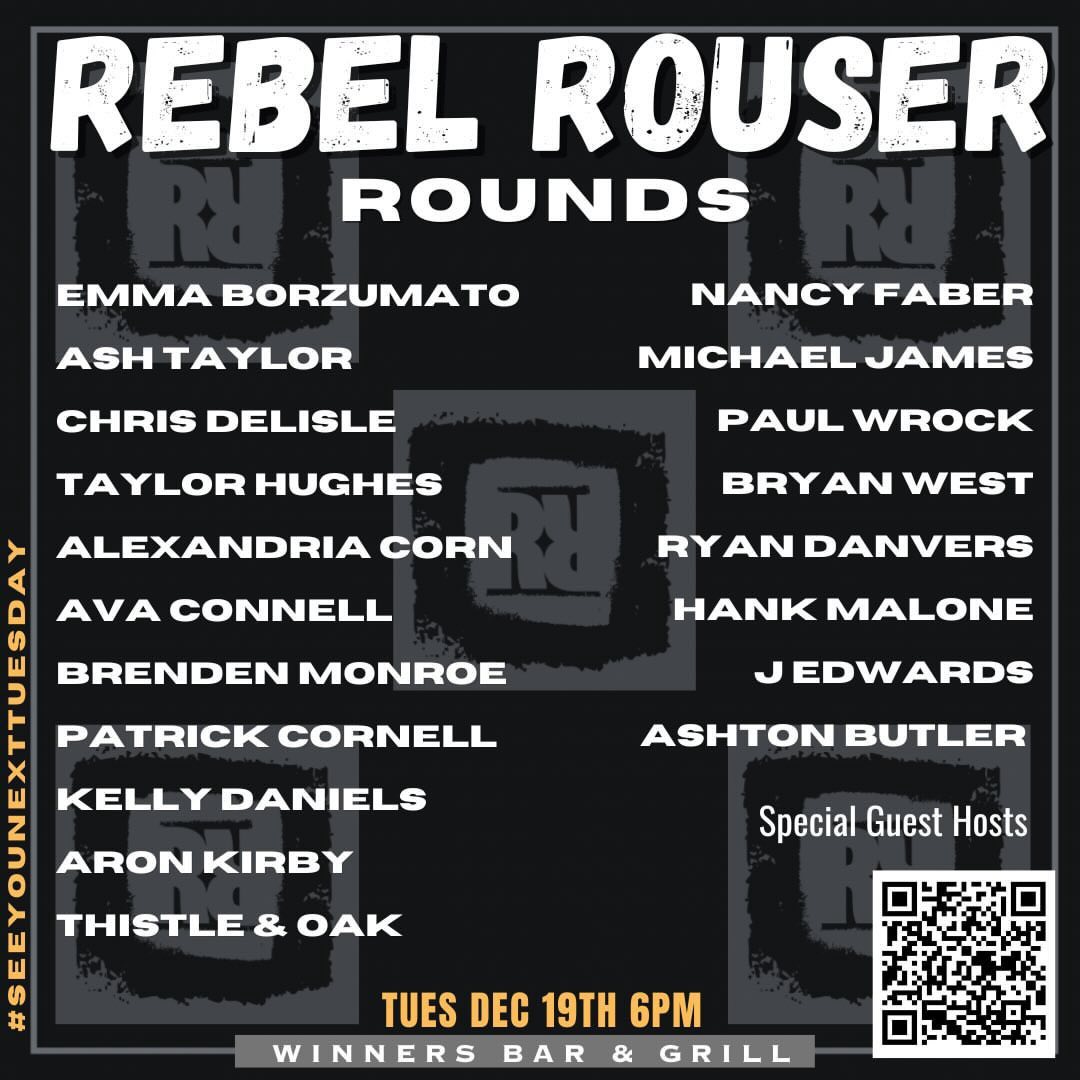 REBEL ROUSER
ROUNDS
EMMA BORZUMATO
ASH TAYLOR
CHRIS DELISLE
TAYLOR HUGHES
ALEXANDRIA CORN
AVA CONNELL
BRENDEN MONROE
PATRICK CORNELL
KELLY DANIELS
ARON KIRBY
THISTLE & OAK
NANCY FABER
MICHAEL JAMES
PAUL WROCK
BRYAN WEST
RYAN DANVERS
HANK MALONE
J EDWARDS
ASHTON BUTLER
Special Guest Hosts
#SEEYOUNEXTTUESDAY
TUES DEC 19TH 6PM
WINNERS BAR & GRILL